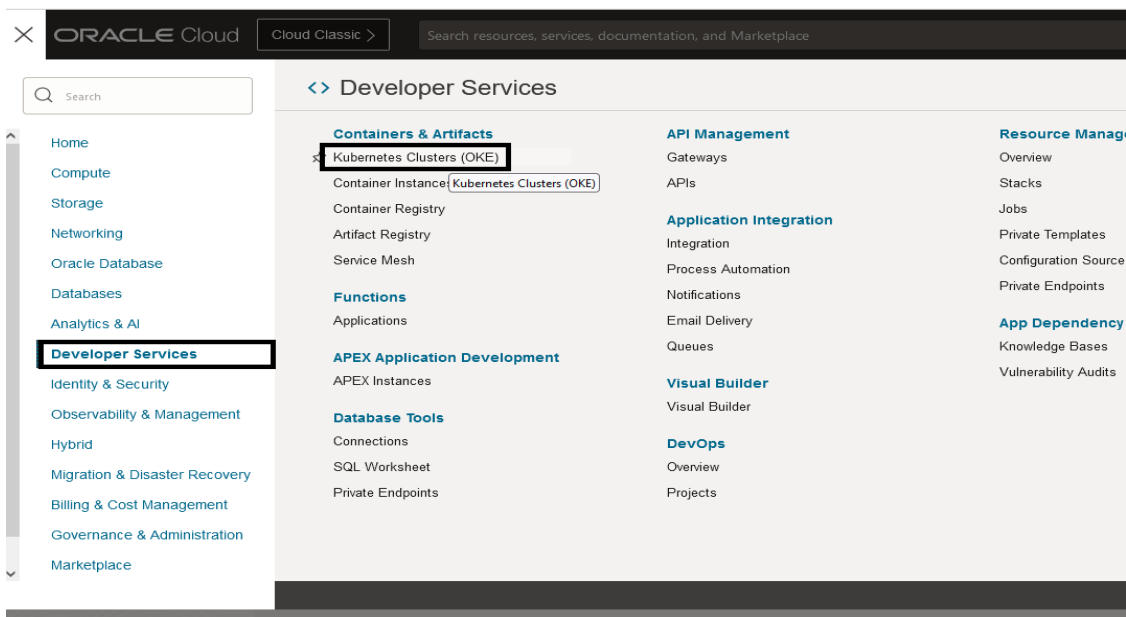 ORACLE Cloud
Cloud Classic >
Search resources, services, documentation, and Marketplace
Search
Home
Compute
Storage
Networking
Oracle Database
Databases
Analytics & AI
Developer Services
Identity & Security
Observability & Management
Hybrid
Migration & Disaster Recovery
Billing & Cost Management
Governance & Administration
Marketplace
Developer Services
Containers & Artifacts
Kubernetes Clusters (OKE)
Container Instances
Kubernetes Clusters (OKE)
Container Registry
Artifact Registry
Service Mesh
Functions
Applications
APEX Application Development
APEX Instances
Database Tools
Connections
SQL Worksheet
Private Endpoints
API Management
Gateways
APIs
Application Integration
Integration
Process Automation
Notifications
Email Delivery
Queues
Visual Builder
Visual Builder
DevOps
Overview
Projects
Resource Manag
Overview
Stacks
Jobs
Private Templates
Configuration Source
Private Endpoints
App Dependency
Knowledge Bases
Vulnerability Audits